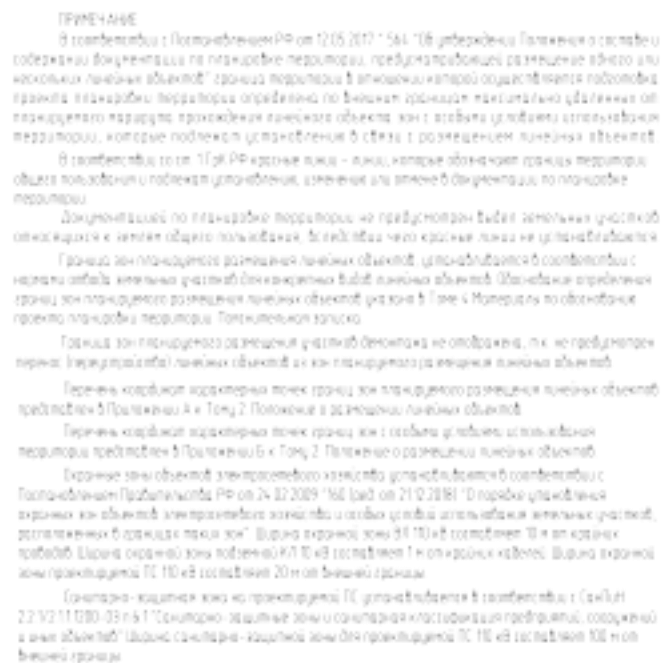 ПРИМЕЧАНИЕ
В соответствии с Постановлением РФ от 12.05.2017 " 564 "Об утверждении Положения о составе и
содержании документации по планировке территории, предусматривающей размещение одного или
нескольких линейных объектов" граница территории в отношении которой осуществляется подготовка
проекта планировки территории определена по внешним границам максимально удаленных от
планируемого маршрута прохождения линейного объекта зон с особыми условиями использования
территории, которые подлежат установлению в связи с размещением линейных объектов.
В соответствии со ст. 1 ГрК РФ красные линии - линии, которые обозначают границы территории
общего пользования и подлежат установлению, изменению или отмене в документации по планировке
территории.
Документацией по планировке территории не предусмотрен выдел земельных участков
относящихся к землям общего пользования, вследствии чего красные линии не устанавливаются.
Граница зон планируемого размещения линейных объектов, устанавливается в соответствии с
нормами отвода земельных участков для конкретных видов линейных объектов. Обоснование определения
границ зон планируемого размещения линейных объектов указано в Томе 4 Материалы по обоснованию
проекта планировки территории. Пояснительная записка.
Граница зон планируемого размещения участков демонтажа не отображена, т.к. не предусмотрен
перенос (переустройство) линейных объектов из зон планируемого размещения линейных объектов.
Перечень координат характерных точек границ зон планируемого размещения линейных объектов
представлен в Приложении А к Тому 2. Положение о размещении линейных объектов.
Перечень координат характерных точек границ зон с особыми условиями использования
территории представлен в Приложении Б к Тому 2. Положение о размещении линейных объектов.
Охранные зоны объектов электросетевого хозяйства устанавливаются в соответствии с
Постановлением Правительства РФ от 24.02.2009 "160 (ред. от 21.12.2018) "О порядке установления
охранных зон объектов электросетевого хозяйства и особых условий использования земельных участков,
расположенных в границах таких зон". Ширина охранной зоны ВЛ 110 кВ составляет 10 м от крайних
проводов. Ширина охранной зоны подземной КЛ 10 кВ составляет 1 м от крайних кабелей. Ширина охранной
зоны проектируемой ПС 110 кВ составляет 20 м от внешней границы.
Санитарно-защитная зона на проектируемой ПС устанавливается в соответствии с СанПиН
2.2.1/2.1.1.1200-03 п.6.1 "Санитарно-защитные зоны и санитарная классификация предприятий, сооружений
и иных объектов". Ширина санитарно-защитной зоны для проектируемой ПС 110 кВ составляет 100 м от
внешней границы.